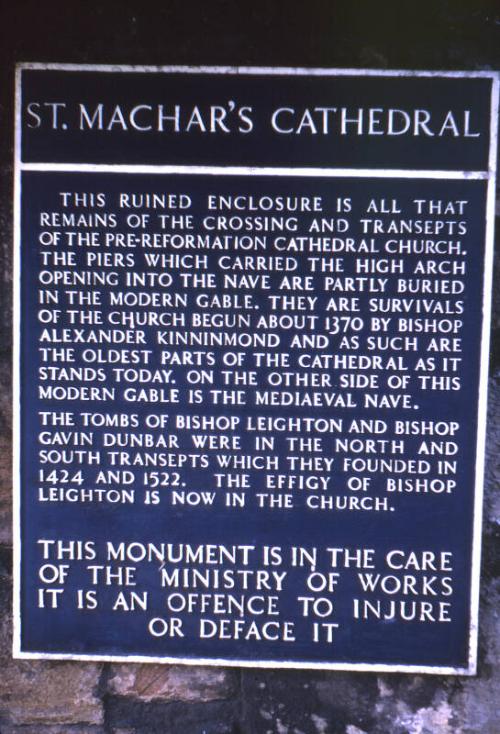 ST. MACHAR'S CATHEDRAL
THIS RUINED ENCLOSURE IS ALL THAT
REMAINS OF THE CROSSING AND TRANSEPTS
OF THE PRE-REFORMATION CATHEDRAL CHURCH.
THE PIERS WHICH CARRIED THE HIGH ARCH
OPENING INTO THE NAVE ARE PARTLY BURIED
IN THE MODERN GABLE. THEY ARE SURVIVALS
OF THE CHURCH BEGUN ABOUT 1370 BY BISHOP
ALEXANDER KINNINMOND AND AS SUCH ARE
THE OLDEST PARTS OF THE CATHEDRAL AS IT
STANDS TODAY. ON THE OTHER SIDE OF THIS
MODERN GABLE IS THE MEDIAEVAL NAVE.
THE TOMBS OF BISHOP LEIGHTON AND BISHOP
GAVIN DUNBAR WERE IN THE NORTH AND
SOUTH TRANSEPTS WHICH THEY FOUNDED IN
1424 AND 1522. THE EFFIGY OF BISHOP
LEIGHTON IS NOW IN THE CHURCH.
THIS MONUMENT IS IN THE CARE
OF THE MINISTRY OF WORKS
IT IS AN OFFENCE TO INJURE
OR DEFACE IT